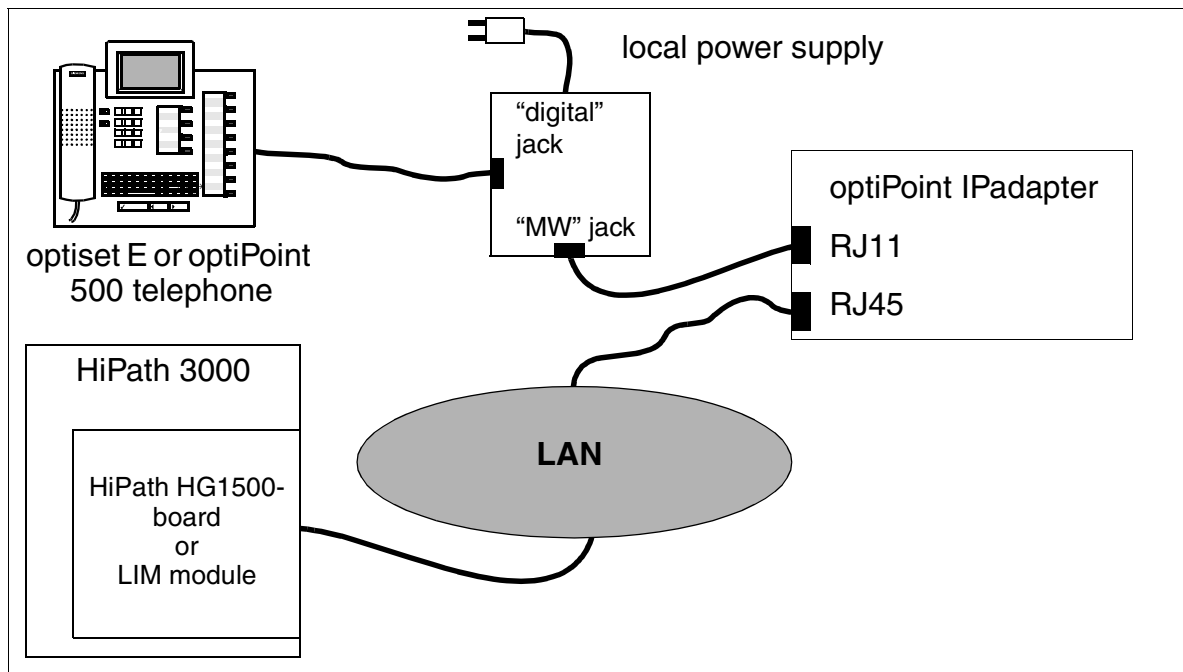 local power supply
“digital”
jack
“MW” jack
optiPoint IPadapter
RJ11
RJ45
optiset E or optiPoint
500 telephone
HiPath 3000
HiPath HG1500-
board
or
LIM module
LAN